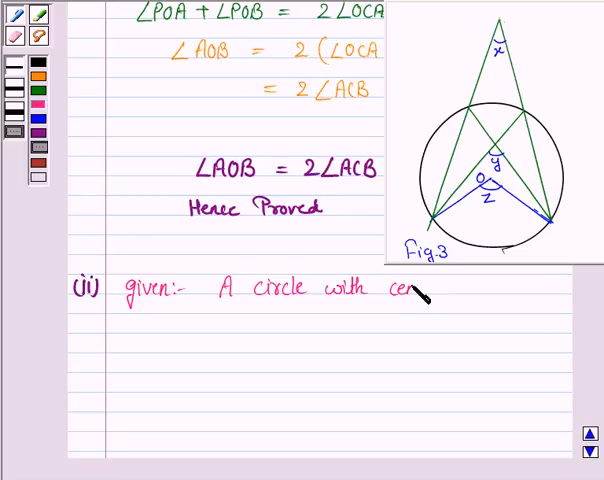 ∠POA + ∠POB = 2∠OCA
∠AOB = 2 (∠OCA
= 2 ∠ACB
∠AOB = 2∠ACB
Hence Proved
x
y
O
z
Fig.3
(ii) given:- A circle with cen